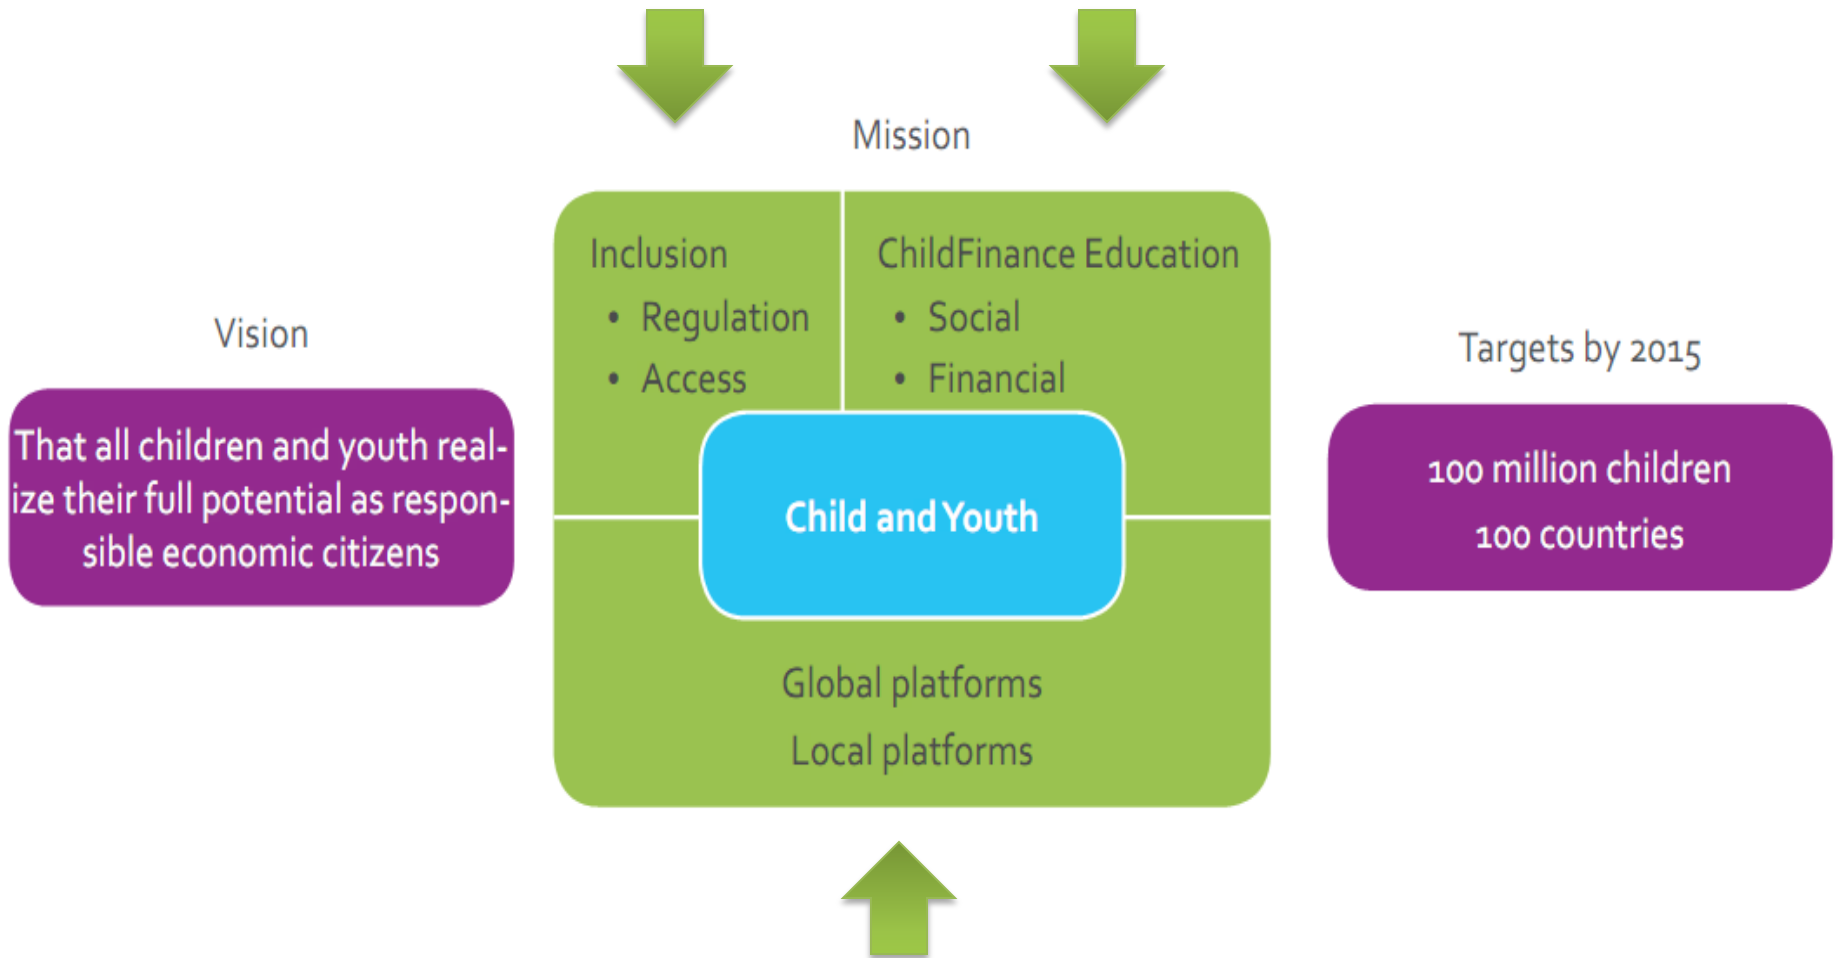 Mission
Vision
That all children and youth real-
ize their full potential as respon-
sible economic citizens
Inclusion
• Regulation
• Access
ChildFinance Education
• Social
• Financial
Child and Youth
Global platforms
Local platforms
Targets by 2015
100 million children
100 countries